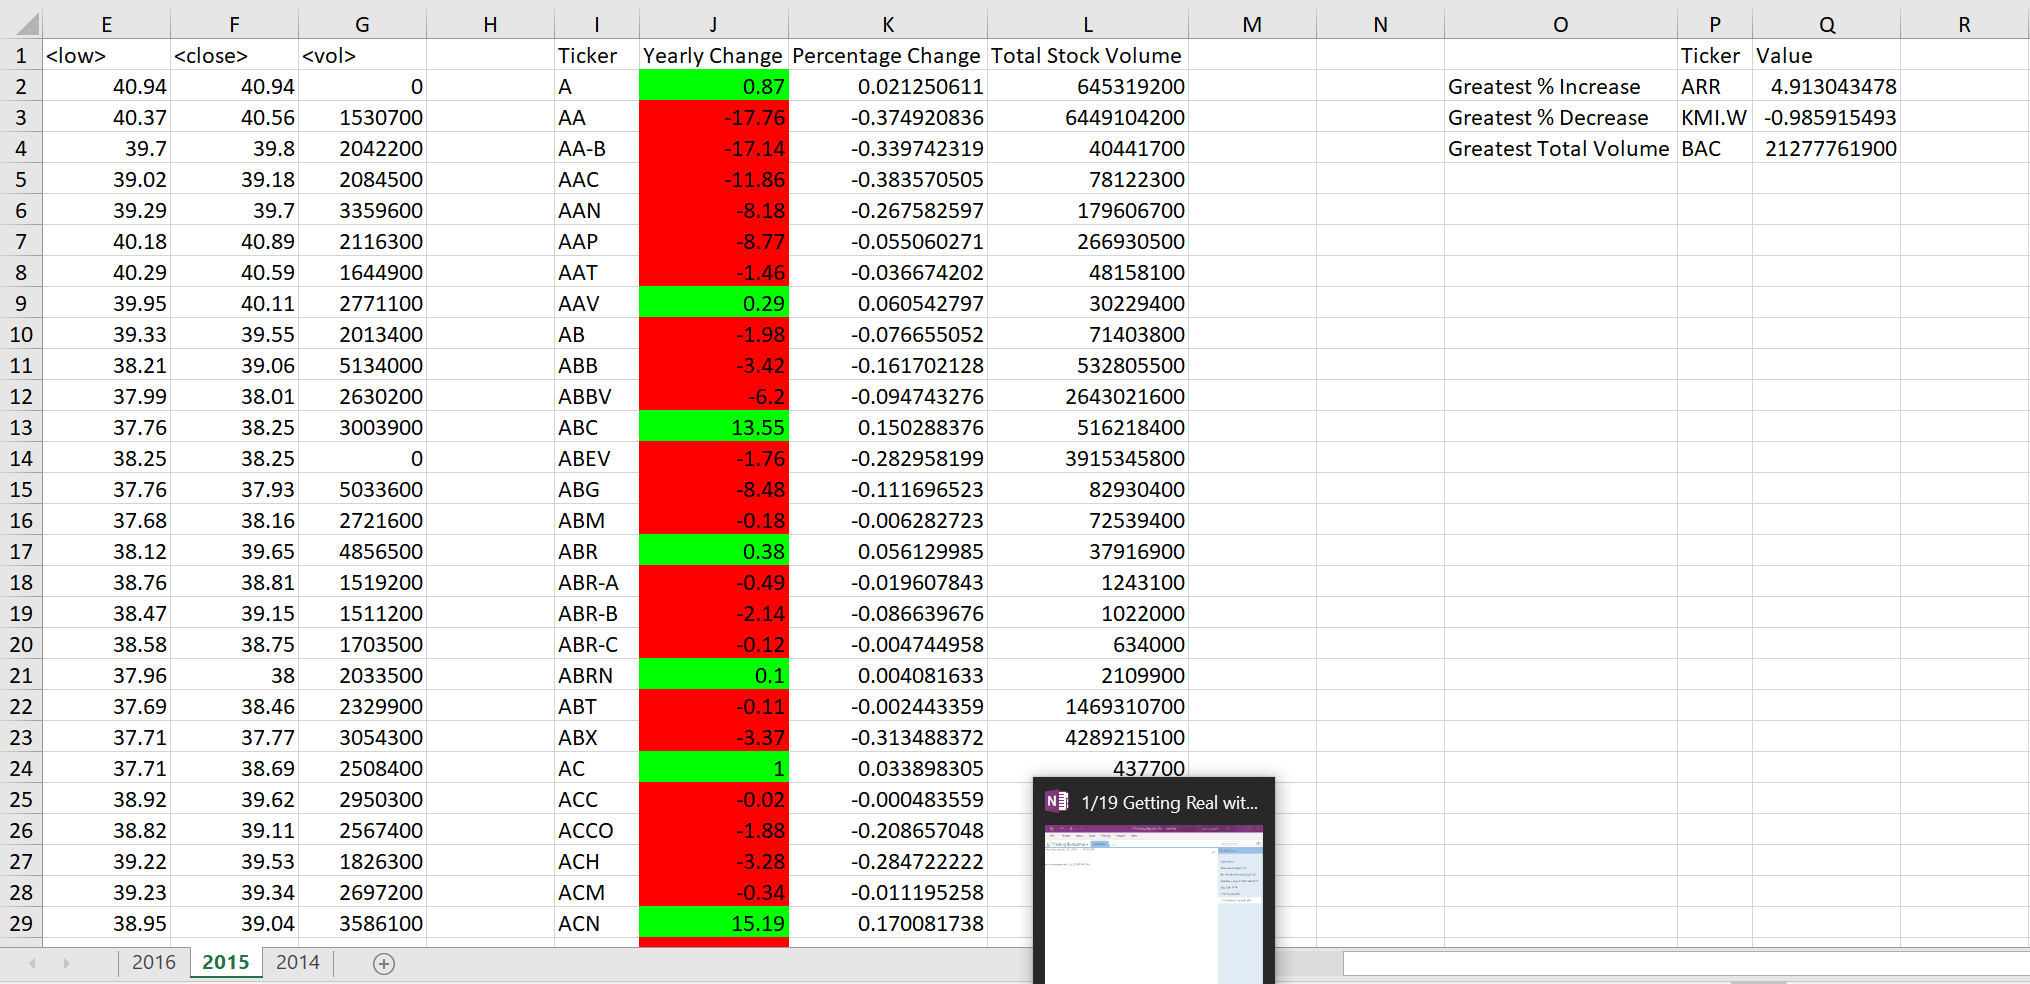 E F G H I J K L M N O P Q R
1 <low> <close> <vol> Ticker Yearly Change Percentage Change Total Stock Volume Ticker Value
2 40.94 40.94 0 A 0.87 0.021250611 645319200 Greatest % Increase ARR 4.913043478
3 40.37 40.56 1530700 AA -17.76 -0.374920836 6449104200 Greatest % Decrease KMI.W -0.985915493
4 39.7 39.8 2042200 AA-B -17.14 -0.339742319 40441700 Greatest Total Volume BAC 21277761900
5 39.02 39.18 2084500 AAC -11.86 -0.383570505 78122300
6 39.29 39.7 3359600 AAN -8.18 -0.267582597 179606700
7 40.18 40.89 2116300 AAP -8.77 -0.055060271 266930500
8 40.29 40.59 1644900 AAT -1.46 -0.036674202 48158100
9 39.95 40.11 2771100 AAV 0.29 0.060542797 30229400
10 39.33 39.55 2013400 AB -1.98 -0.076655052 71403800
11 38.21 39.06 5134000 ABB -3.42 -0.161702128 532805500
12 37.99 38.01 2630200 ABBV -6.2 -0.094743276 2643021600
13 37.76 38.25 3003900 ABC 13.55 0.150288376 516218400
14 38.25 38.25 0 ABEV -1.76 -0.282958199 3915345800
15 37.76 37.93 5033600 ABG -8.48 -0.111696523 82930400
16 37.68 38.16 2721600 ABM -0.18 -0.006282723 72539400
17 38.12 39.65 4856500 ABR 0.38 0.056129985 37916900
18 38.76 38.81 1519200 ABR-A -0.49 -0.019607843 1243100
19 38.47 39.15 1511200 ABR-B -2.14 -0.086639676 1022000
20 38.58 38.75 1703500 ABR-C -0.12 -0.004744958 634000
21 37.96 38 2033500 ABRN 0.1 0.004081633 2109900
22 37.69 38.46 2329900 ABT -0.11 -0.002443359 1469310700
23 37.71 37.77 3054300 ABX -3.37 -0.313488372 4289215100
24 37.71 38.69 2508400 AC 1 0.033898305 437700
25 38.92 39.62 2950300 ACC -0.02 -0.000483559
26 38.82 39.11 2567400 ACCO -1.88 -0.208657048
27 39.22 39.53 1826300 ACH -3.28 -0.284722222
28 39.23 39.34 2697200 ACM -0.34 -0.011195258
29 38.95 39.04 3586100 ACN 15.19 0.170081738
N 1/19 Getting Real wit...
2016 2015 2014